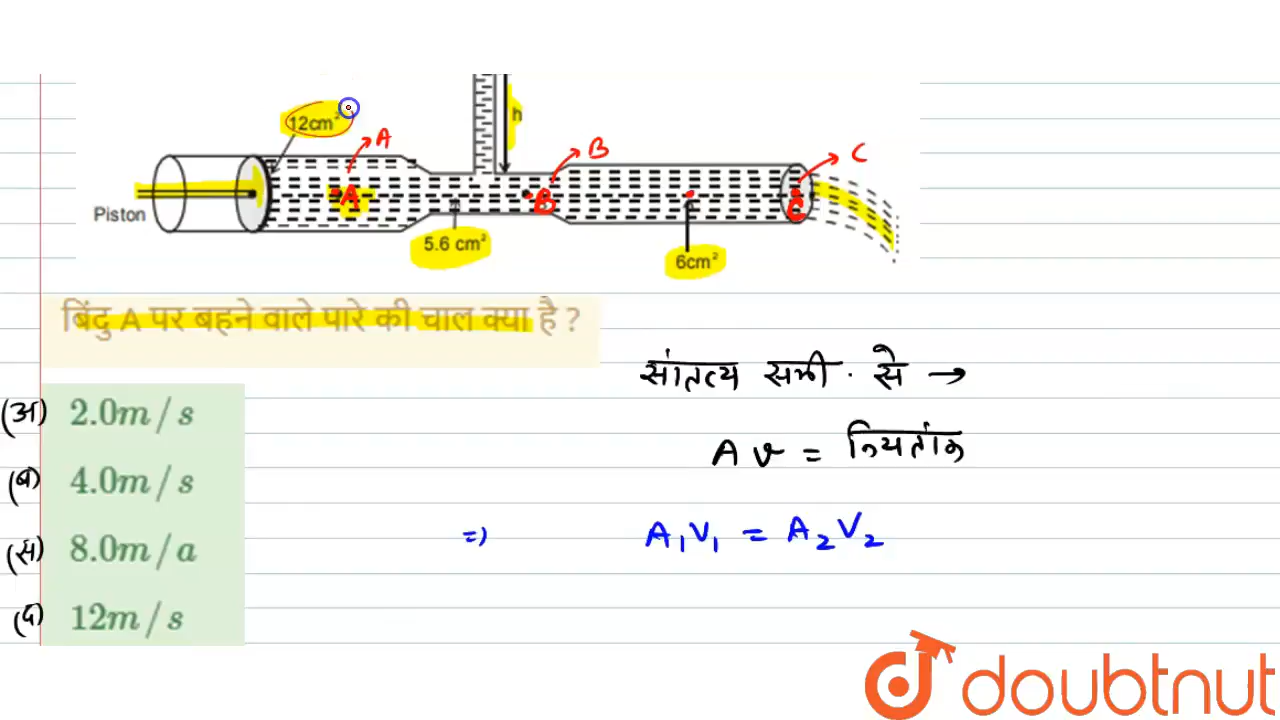 12cm²
A
h
B
C
Piston
A
B
C
5.6 cm²
6cm²
बिंदु A पर बहने वाले पारे की चाल क्या है ?
सांतत्य समी. से →
(अ) 2.0m/s
A v = नियतांक
(ब) 4.0m/s
=) A₁V₁ = A₂V₂
(स) 8.0m/a
(द) 12m/s
doubtnut